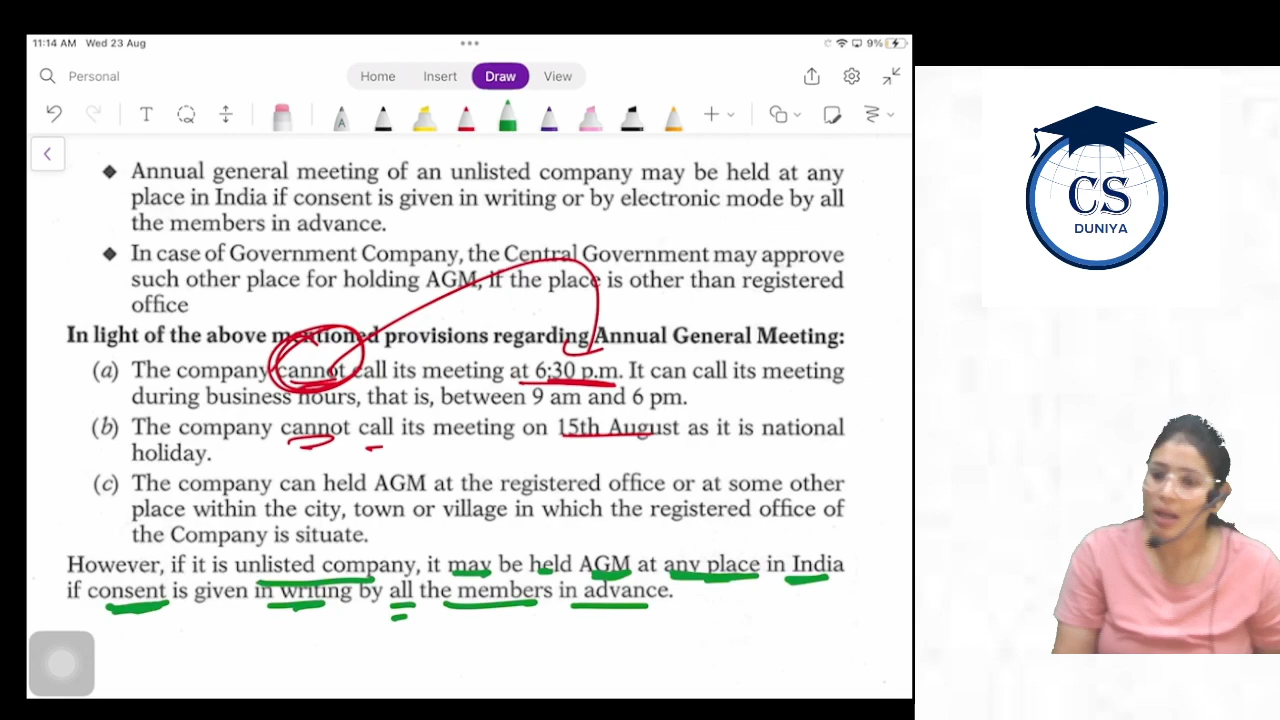 11:14 AM Wed 23 Aug
9%
Personal
Home Insert Draw View
T
A
◆ Annual general meeting of an unlisted company may be held at any
place in India if consent is given in writing or by electronic mode by all
the members in advance.
◆ In case of Government Company, the Central Government may approve
such other place for holding AGM, if the place is other than registered
office
In light of the above mentioned provisions regarding Annual General Meeting:
(a) The company cannot call its meeting at 6:30 p.m. It can call its meeting
during business hours, that is, between 9 am and 6 pm.
(b) The company cannot call its meeting on 15th August as it is national
holiday.
(c) The company can held AGM at the registered office or at some other
place within the city, town or village in which the registered office of
the Company is situate.
However, if it is unlisted company, it may be held AGM at any place in India
if consent is given in writing by all the members in advance.
CS
DUNIYA